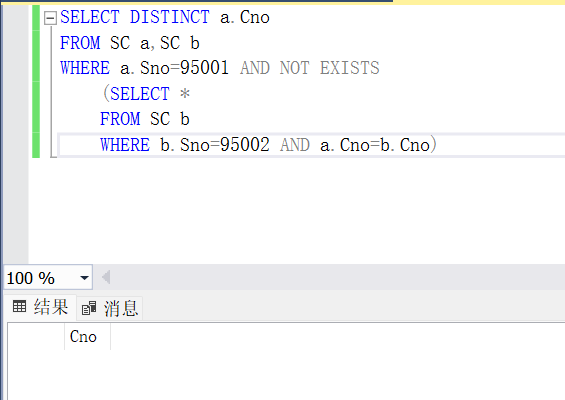 SELECT DISTINCT a.Cno
FROM SC a,SC b
WHERE a.Sno=95001 AND NOT EXISTS
(SELECT *
FROM SC b
WHERE b.Sno=95002 AND a.Cno=b.Cno)
100 %
结果 消息
Cno